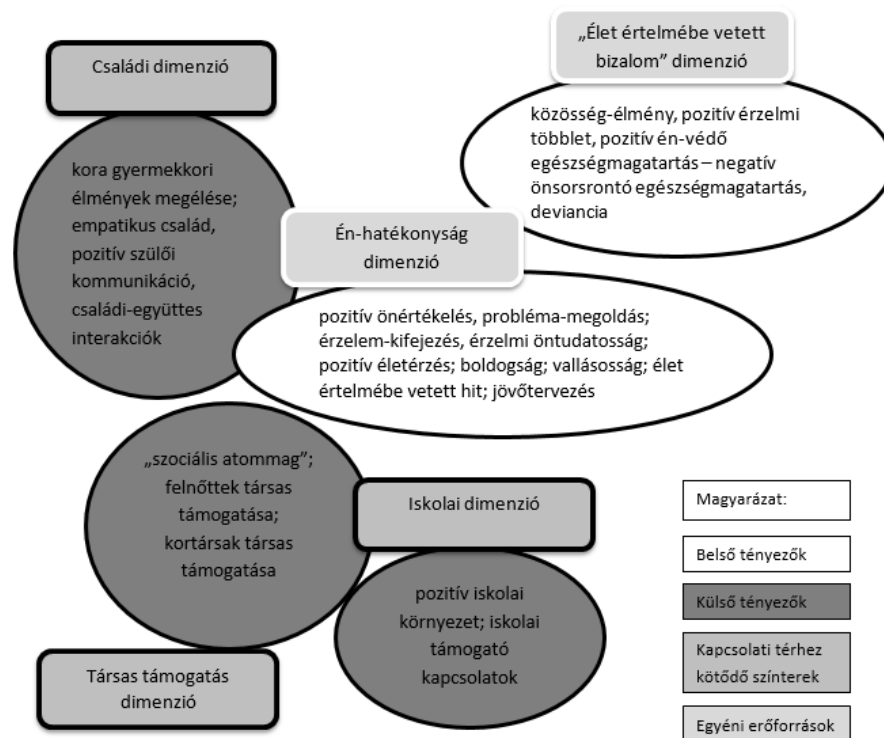 Családi dimenzió
„Élet értelmébe vetett
bizalom” dimenzió
közösség-élmény, pozitív érzelmi
többlet, pozitív én-védő
egészségmagatartás – negatív
önsorsrontó egészségmagatartás,
deviancia
kora gyermekkori
élmények megélése;
empatikus család,
pozitív szülői
kommunikáció,
családi-együttes
interakciók
Én-hatékonyság
dimenzió
pozitív önértékelés, probléma-megoldás;
érzelem-kifejezés, érzelmi öntudatosság;
pozitív életérzés; boldogság; vallásosság; élet
értelmébe vetett hit; jövőtervezés
„szociális atommag”;
felnőttek társas
támogatása;
kortársak társas
támogatása
Iskolai dimenzió
pozitív iskolai
környezet; iskolai
támogató
kapcsolatok
Társas támogatás
dimenzió
Magyarázat:
Belső tényezők
Külső tényezők
Kapcsolati térhez
kötődő színterek
Egyéni erőforrások